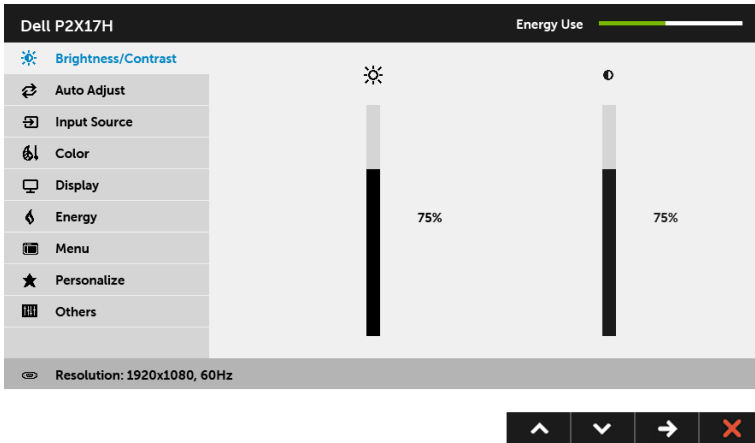 Dell P2X17H
Energy Use
Brightness/Contrast
Auto Adjust
Input Source
Color
Display
Energy
Menu
Personalize
Others
75%
75%
Resolution: 1920x1080, 60Hz